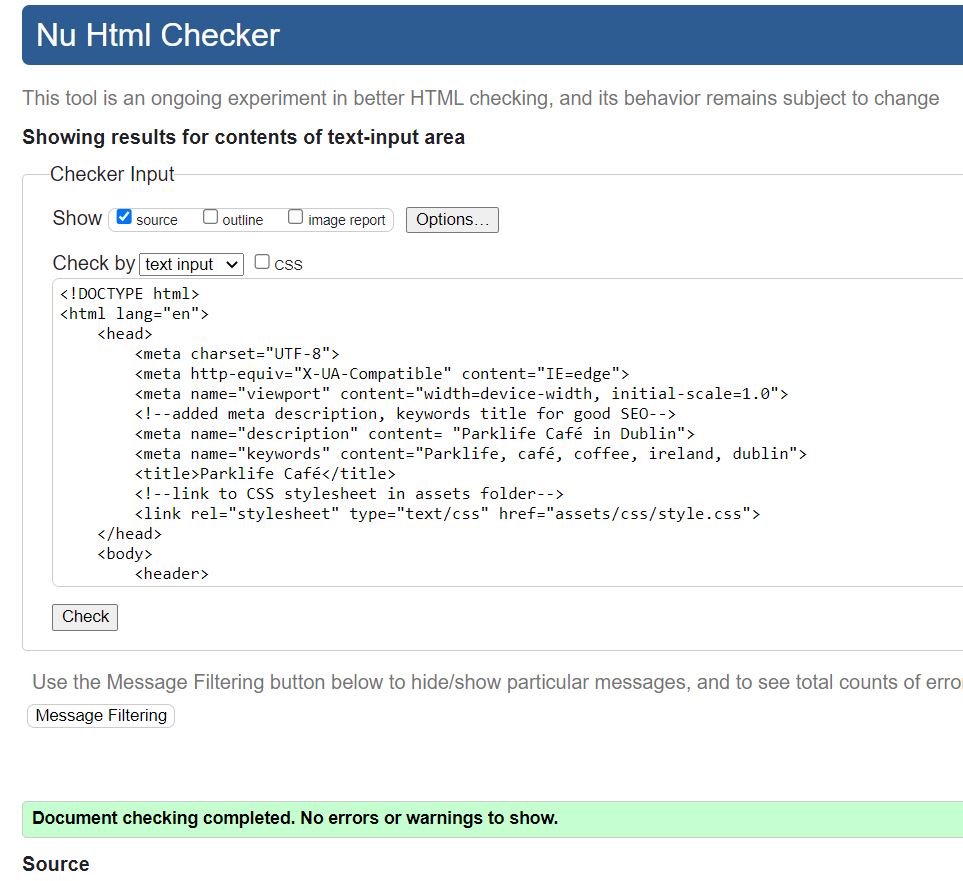 Nu Html Checker
This tool is an ongoing experiment in better HTML checking, and its behavior remains subject to change
Showing results for contents of text-input area
Checker Input
Show source outline image report Options...
Check by text input CSS
<!DOCTYPE html>
<html lang="en">
<head>
<meta charset="UTF-8">
<meta http-equiv="X-UA-Compatible" content="IE=edge">
<meta name="viewport" content="width=device-width, initial-scale=1.0">
<!--added meta description, keywords title for good SEO-->
<meta name="description" content= "Parklife Café in Dublin">
<meta name="keywords" content="Parklife, café, coffee, ireland, dublin">
<title>Parklife Café</title>
<!--link to CSS stylesheet in assets folder-->
<link rel="stylesheet" type="text/css" href="assets/css/style.css">
</head>
<body>
<header>
Check
Use the Message Filtering button below to hide/show particular messages, and to see total counts of
Message Filtering
Document checking completed. No errors or warnings to show.
Source